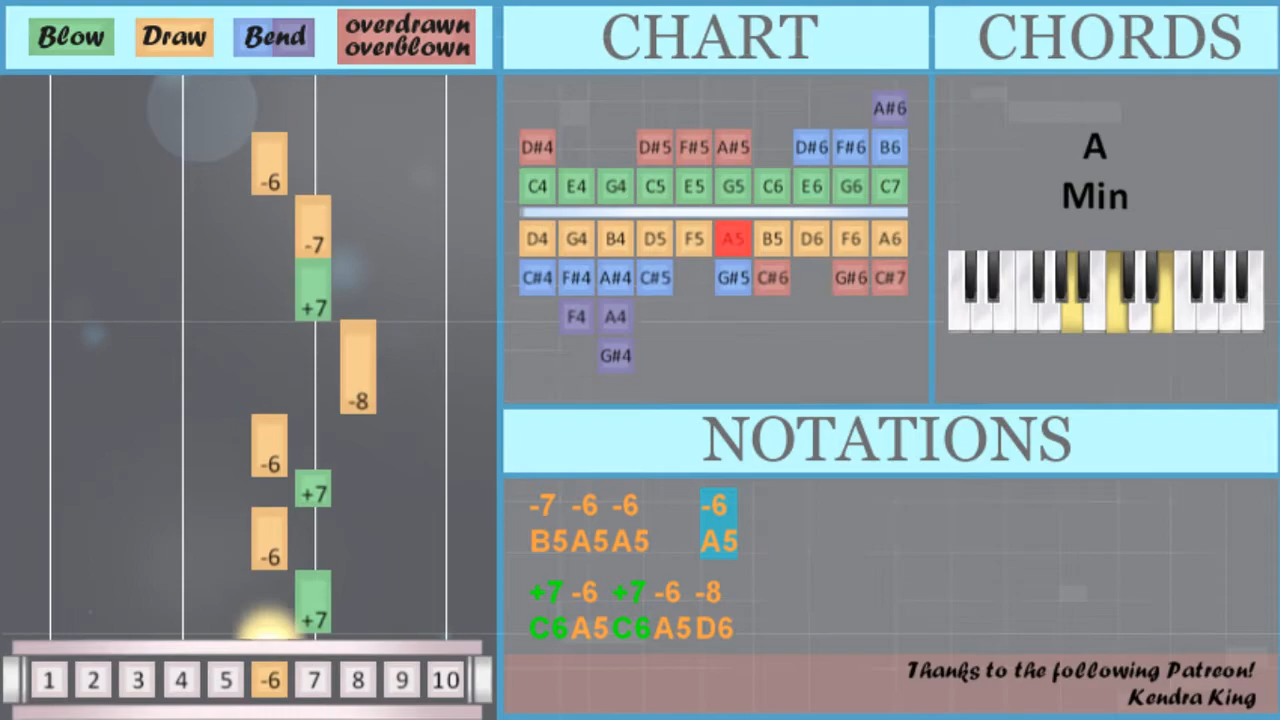 Blow Draw Bend overdrawn
overblown
CHART
CHORDS
-6
-7
+7
-8
-6
+7
-6
+7
1 2 3 4 5 -6 7 8 9 10
A#6
D#4 D#5 F#5 A#5 D#6 F#6 B6
C4 E4 G4 C5 E5 G5 C6 E6 G6 C7
D4 G4 B4 D5 F5 A5 B5 D6 F6 A6
C#4 F#4 A#4 C#5 G#5 C#6 G#6 C#7
F4 A4
G#4
A
Min
NOTATIONS
-7 -6 -6 -6
B5A5A5 A5
+7 -6 +7 -6 -8
C6A5C6A5D6
Thanks to the following Patreon!
Kendra King